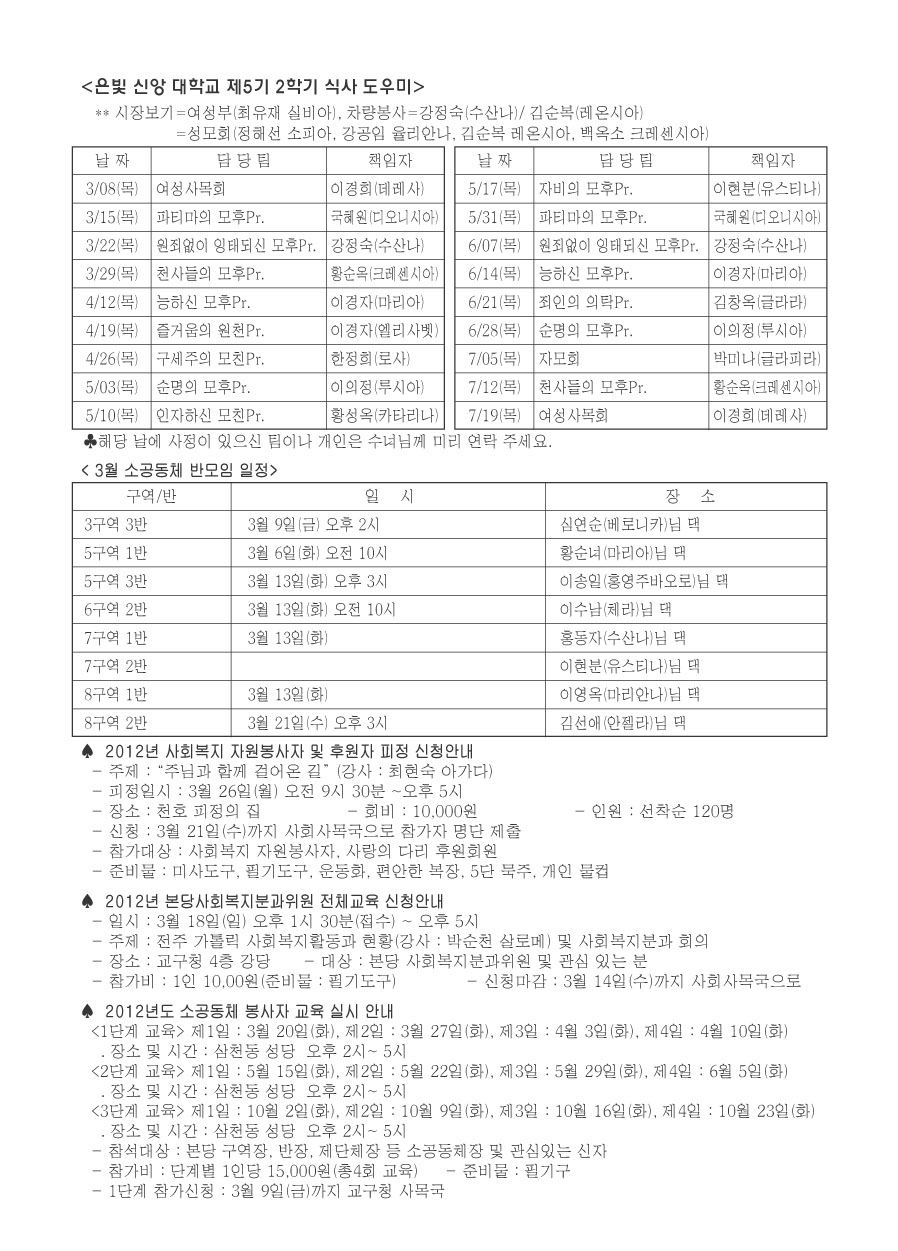 <은빛 신앙 대학교 제5기 2학기 식사 도우미>
** 시장보기=여성부(최유재 실비아), 차량봉사=강정숙(수산나)/ 김순복(레온시아)
=성모회(정혜선 소피아, 강공임 율리안나, 김순복 레온시아, 백옥소 크레센시아)
날 짜 담 당 팀 책임자 날 짜 담 당 팀 책임자
3/08(목) 여성사목회 이경희(데레사) 5/17(목) 자비의 모후Pr. 이현분(유스티나)
3/15(목) 파티마의 모후Pr. 국혜원(디오니시아) 5/31(목) 파티마의 모후Pr. 국혜원(디오니시아)
3/22(목) 원죄없이 잉태되신 모후Pr. 강정숙(수산나) 6/07(목) 원죄없이 잉태되신 모후Pr. 강정숙(수산나)
3/29(목) 천사들의 모후Pr. 황순옥(크레센시아) 6/14(목) 능하신 모후Pr. 이경자(마리아)
4/12(목) 능하신 모후Pr. 이경자(마리아) 6/21(목) 죄인의 의탁Pr. 김창옥(글라라)
4/19(목) 즐거움의 원천Pr. 이경자(엘리사벳) 6/28(목) 순명의 모후Pr. 이의정(루시아)
4/26(목) 구세주의 모친Pr. 한정희(로사) 7/05(목) 자모회 박미나(글라피라)
5/03(목) 순명의 모후Pr. 이의정(루시아) 7/12(목) 천사들의 모후Pr. 황순옥(크레센시아)
5/10(목) 인자하신 모친Pr. 황성옥(카타리나) 7/19(목) 여성사목회 이경희(데레사)
♣해당 날에 사정이 있으신 팀이나 개인은 수녀님께 미리 연락 주세요.
< 3월 소공동체 반모임 일정>
구역/반 일 시 장 소
3구역 3반 3월 9일(금) 오후 2시 심연순(베로니카)님 댁
5구역 1반 3월 6일(화) 오전 10시 황순녀(마리아)님 댁
5구역 3반 3월 13일(화) 오후 3시 이송일(홍영주바오로)님 댁
6구역 2반 3월 13일(화) 오전 10시 이수남(체라)님 댁
7구역 1반 3월 13일(화) 홍동자(수산나)님 댁
7구역 2반 이현분(유스티나)님 댁
8구역 1반 3월 13일(화) 이영옥(마리안나)님 댁
8구역 2반 3월 21일(수) 오후 3시 김선애(안젤라)님 댁
♠ 2012년 사회복지 자원봉사자 및 후원자 피정 신청안내
- 주제 : “주님과 함께 걸어온 길” (강사 : 최현숙 아가다)
- 피정일시 : 3월 26일(월) 오전 9시 30분 ~오후 5시
- 장소 : 천호 피정의 집 - 회비 : 10,000원 - 인원 : 선착순 120명
- 신청 : 3월 21일(수)까지 사회사목국으로 참가자 명단 제출
- 참가대상 : 사회복지 자원봉사자, 사랑의 다리 후원회원
- 준비물 : 미사도구, 필기도구, 운동화, 편안한 복장, 5단 묵주, 개인 물컵
♠ 2012년 본당사회복지분과위원 전체교육 신청안내
- 일시 : 3월 18일(일) 오후 1시 30분(접수) ~ 오후 5시
- 주제 : 전주 가톨릭 사회복지활동과 현황(강사 : 박순천 살로메) 및 사회복지분과 회의
- 장소 : 교구청 4층 강당 - 대상 : 본당 사회복지분과위원 및 관심 있는 분
- 참가비 : 1인 10,00원(준비물 : 필기도구) - 신청마감 : 3월 14일(수)까지 사회사목국으로
♠ 2012년도 소공동체 봉사자 교육 실시 안내
<1단계 교육> 제1일 : 3월 20일(화), 제2일 : 3월 27일(화), 제3일 : 4월 3일(화), 제4일 : 4월 10일(화)
. 장소 및 시간 : 삼천동 성당 오후 2시~ 5시
<2단계 교육> 제1일 : 5월 15일(화), 제2일 : 5월 22일(화), 제3일 : 5월 29일(화), 제4일 : 6월 5일(화)
. 장소 및 시간 : 삼천동 성당 오후 2시~ 5시
<3단계 교육> 제1일 : 10월 2일(화), 제2일 : 10월 9일(화), 제3일 : 10월 16일(화), 제4일 : 10월 23일(화)
. 장소 및 시간 : 삼천동 성당 오후 2시~ 5시
- 참석대상 : 본당 구역장, 반장, 제단체장 등 소공동체장 및 관심있는 신자
- 참가비 : 단계별 1인당 15,000원(총4회 교육) - 준비물 : 필기구
- 1단계 참가신청 : 3월 9일(금)까지 교구청 사목국